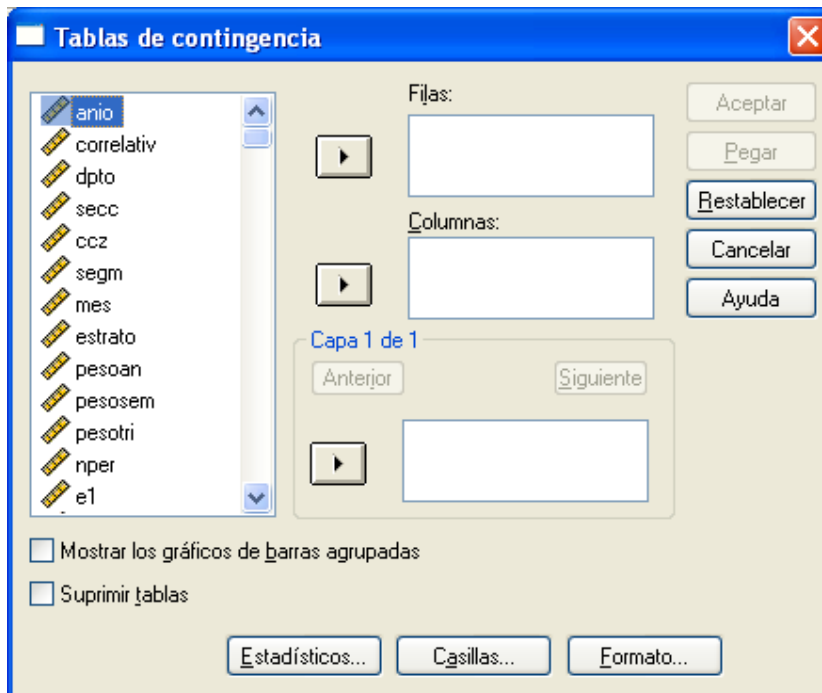 Tablas de contingencia
anio
correlativ
dpto
secc
ccz
segm
mes
estrato
pesoan
pesosem
pesotri
nper
e1
Filas:
Columnas:
Capa 1 de 1
Anterior
Siguiente
Aceptar
Pegar
Restablecer
Cancelar
Ayuda
Mostrar los gráficos de barras agrupadas
Suprimir tablas
Estadísticos...
Casillas...
Formato...